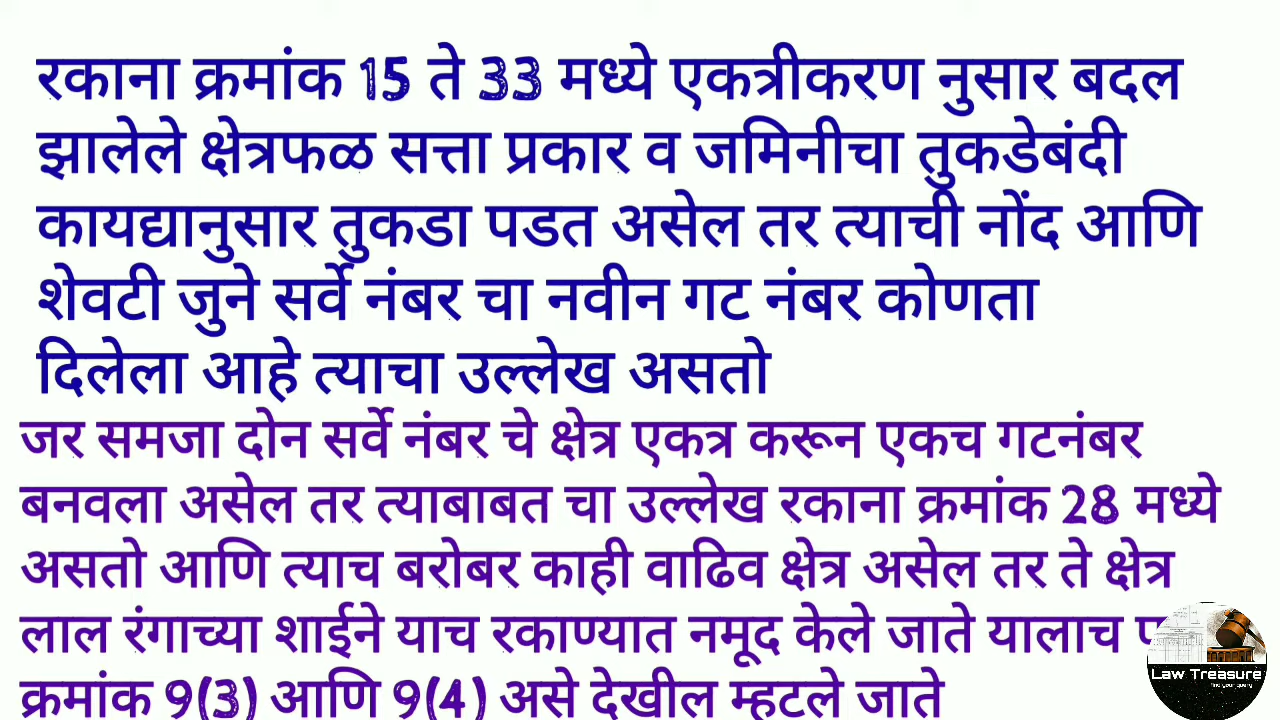 रकाना क्रमांक 15 ते 33 मध्ये एकत्रीकरण नुसार बदल
झालेले क्षेत्रफळ सत्ता प्रकार व जमिनीचा तुकडेबंदी
कायद्यानुसार तुकडा पडत असेल तर त्याची नोंद आणि
शेवटी जुने सर्वे नंबर चा नवीन गट नंबर कोणता
दिलेला आहे त्याचा उल्लेख असतो
जर समजा दोन सर्वे नंबर चे क्षेत्र एकत्र करून एकच गटनंबर
बनवला असेल तर त्याबाबत चा उल्लेख रकाना क्रमांक 28 मध्ये
असतो आणि त्याच बरोबर काही वाढिव क्षेत्र असेल तर ते क्षेत्र
लाल रंगाच्या शाईने याच रकाण्यात नमूद केले जाते यालाच
क्रमांक 9(3) आणि 9(4) असे देखील म्हटले जाते
Law Treasure
find your query